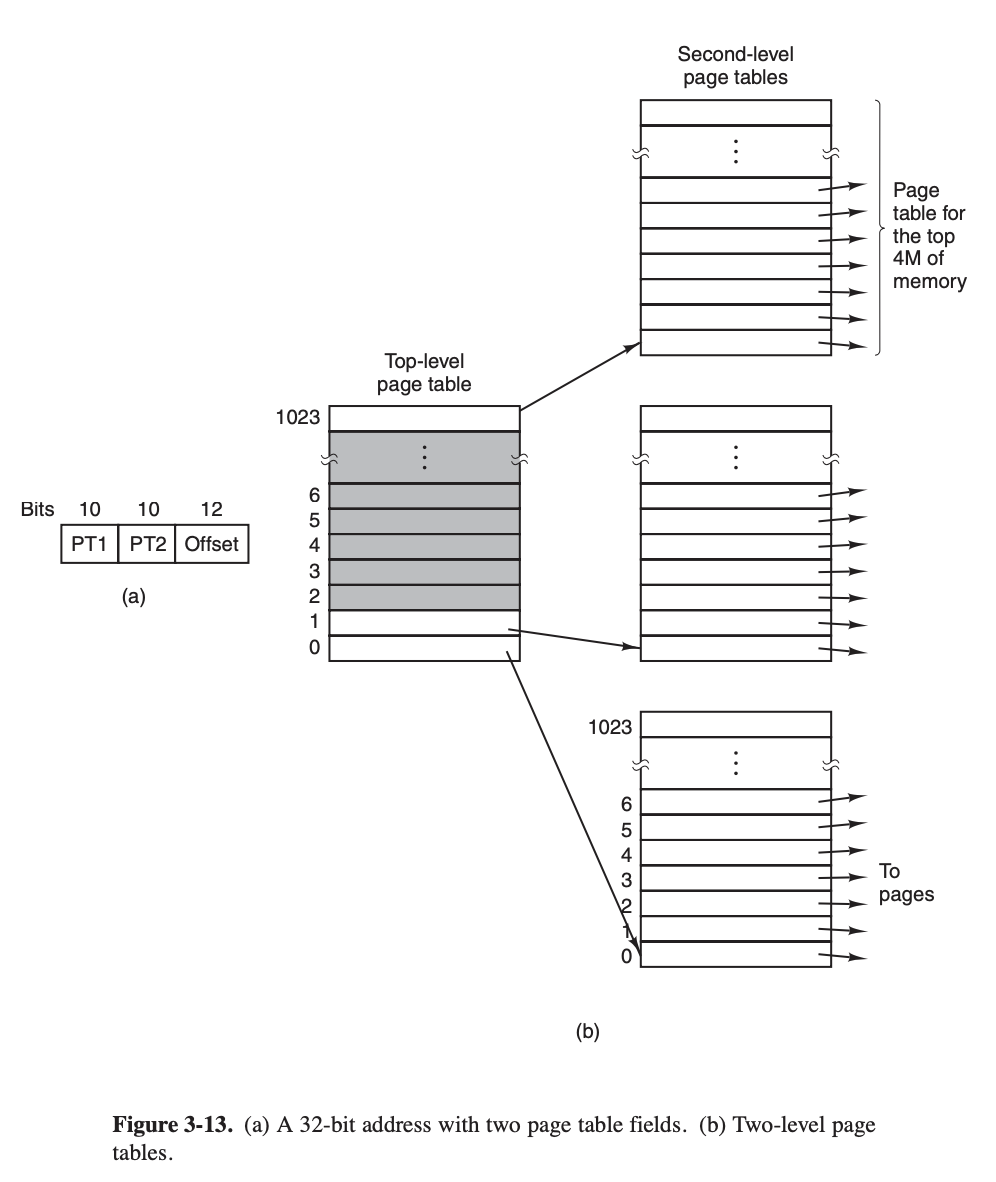 Second-level
page tables
Page
table for
the top
4M of
memory
Top-level
page table
1023
6
5
4
3
2
1
0
Bits 10 10 12
PT1 PT2 Offset
(a)
1023
6
5
4
3
2
1
0
To
pages
(b)
Figure 3-13. (a) A 32-bit address with two page table fields. (b) Two-level page
tables.